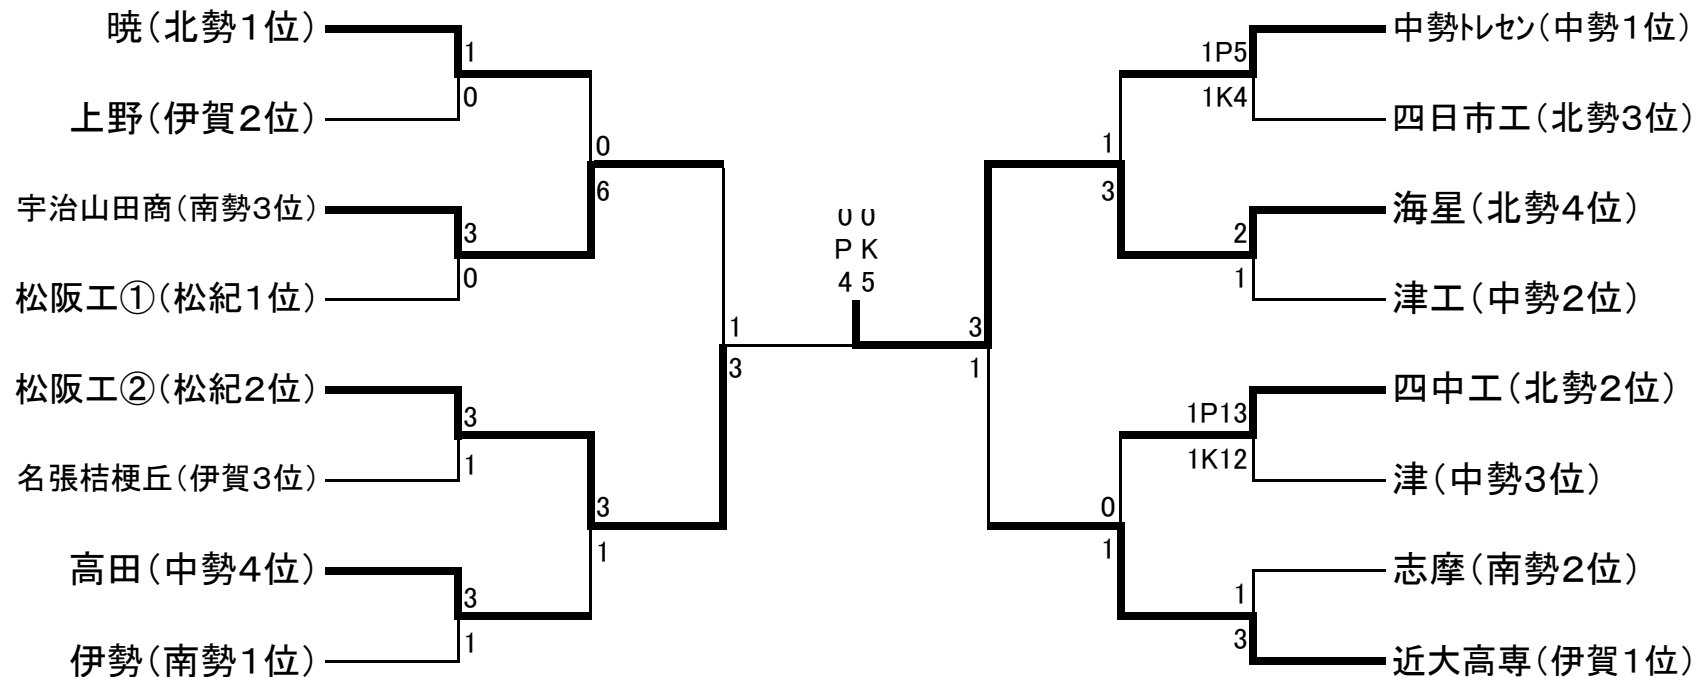 暁（北勢１位）
上野（伊賀２位）
宇治山田商（南勢３位）
松阪工①（松紀１位）
松阪工②（松紀２位）
名張桔梗丘（伊賀３位）
高田（中勢４位）
伊勢（南勢１位）
1
0
3
0
3
1
3
1
0
6
3
1
1
3
0 0
P K
4 5
3
1
1
3
0
1
1P5
1K4
2
1
1P13
1K12
1
3
中勢トレセン（中勢１位）
四日市工（北勢３位）
海星（北勢４位）
津工（中勢２位）
四中工（北勢２位）
津（中勢３位）
志摩（南勢２位）
近大高専（伊賀１位）